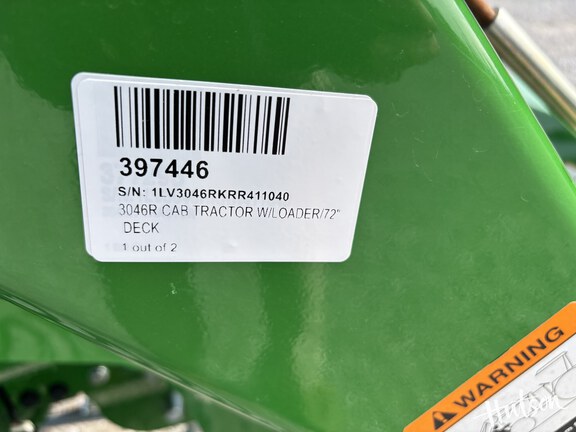 397446
S/N: 1LV3046RKRR411040
3046R CAB TRACTOR W/LOADER/72"
DECK
1 out of 2
WARNING
Hutson